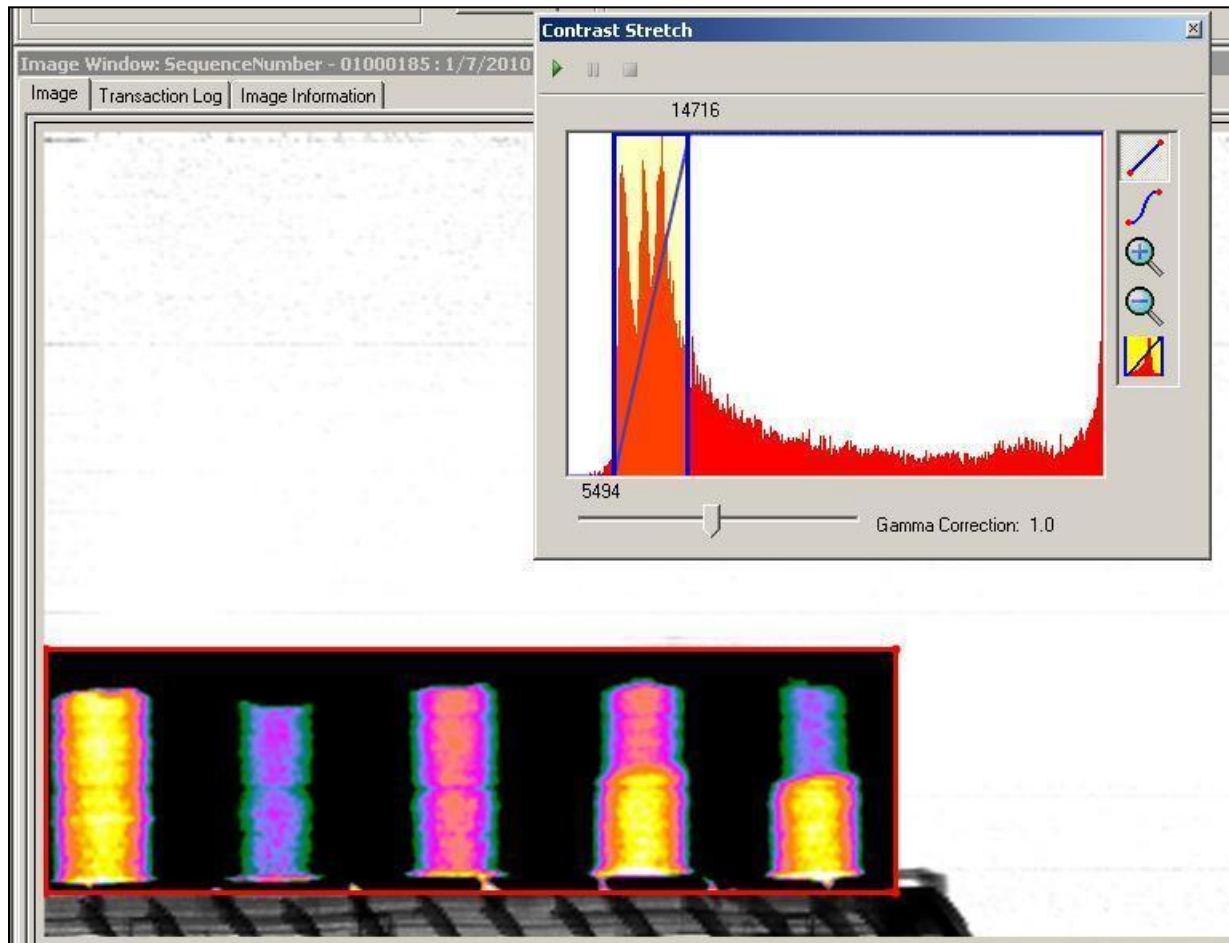 Contrast Stretch
Image Window: SequenceNumber - 01000185 : 1/7/2010
Image Transaction Log Image Information
14716
5494
Gamma Correction: 1.0